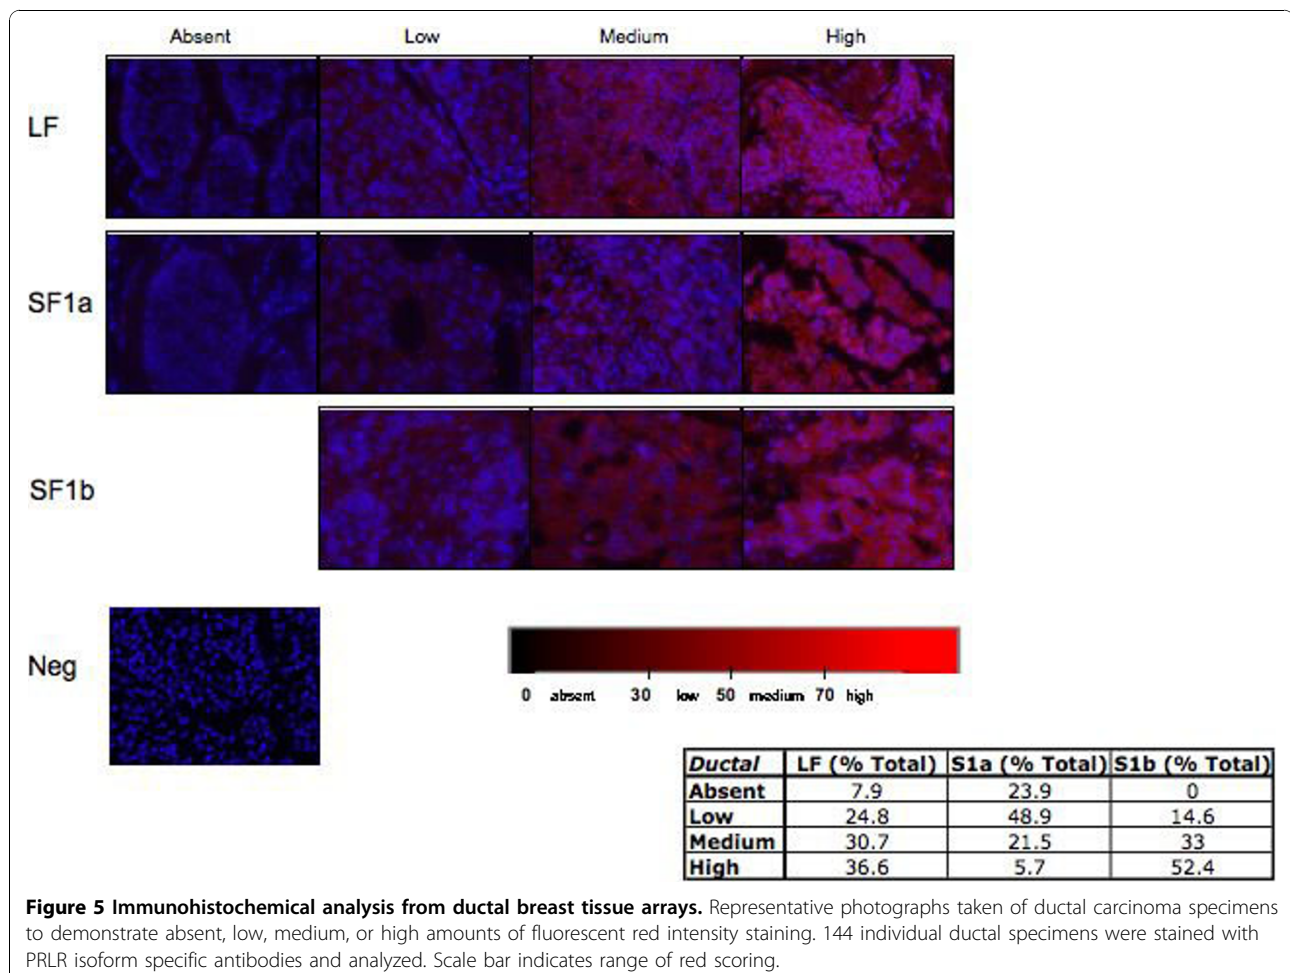 Absent Low Medium High
LF
SF1a
SF1b
Neg
0 absent 30 low 50 medium 70 high
Ductal LF (% Total) S1a (% Total) S1b (% Total)
Absent 7.9 23.9 0
Low 24.8 48.9 14.6
Medium 30.7 21.5 33
High 36.6 5.7 52.4
Figure 5 Immunohistochemical analysis from ductal breast tissue arrays. Representative photographs taken of ductal carcinoma specimens
to demonstrate absent, low, medium, or high amounts of fluorescent red intensity staining. 144 individual ductal specimens were stained with
PRLR isoform specific antibodies and analyzed. Scale bar indicates range of red scoring.